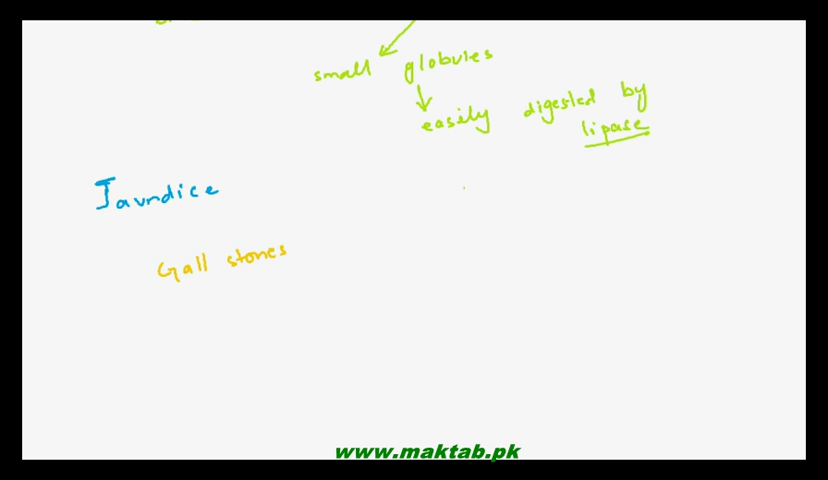 small globules
easily digested by
lipase
Jaundice
Gall stones
www.maktab.pk